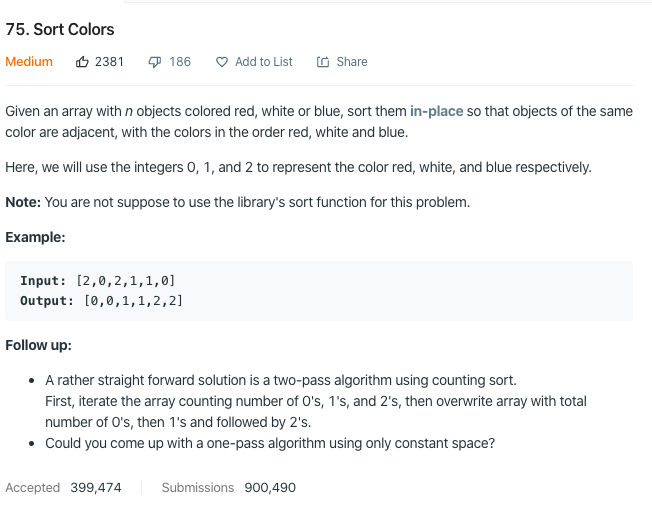 75. Sort Colors
Medium 2381 186 Add to List Share
Given an array with n objects colored red, white or blue, sort them in-place so that objects of the same
color are adjacent, with the colors in the order red, white and blue.
Here, we will use the integers 0, 1, and 2 to represent the color red, white, and blue respectively.
Note: You are not suppose to use the library's sort function for this problem.
Example:
Input: [2,0,2,1,1,0]
Output: [0,0,1,1,2,2]
Follow up:
• A rather straight forward solution is a two-pass algorithm using counting sort.
First, iterate the array counting number of 0's, 1's, and 2's, then overwrite array with total
number of 0's, then 1's and followed by 2's.
• Could you come up with a one-pass algorithm using only constant space?
Accepted 399,474 Submissions 900,490